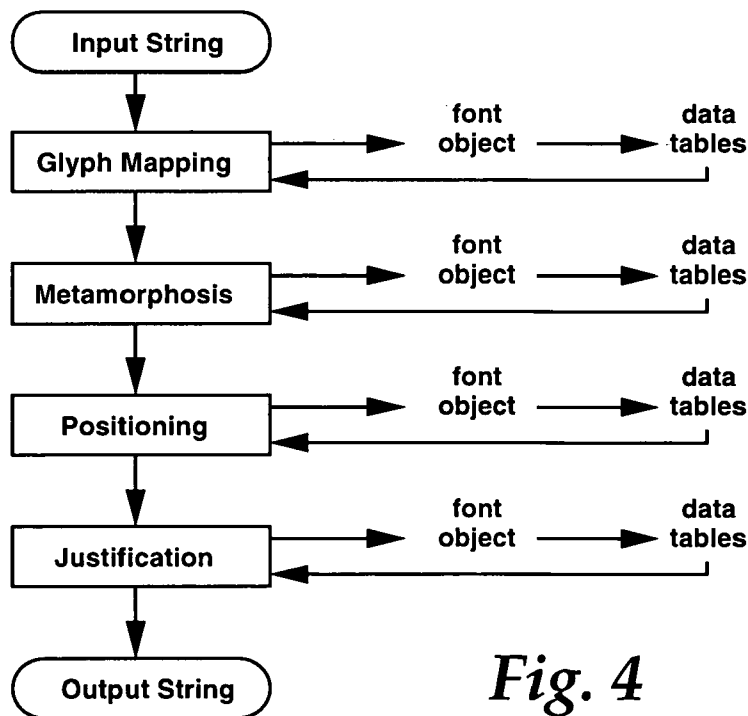 Input String
Glyph Mapping
font
object
data
tables
Metamorphosis
font
object
data
tables
Positioning
font
object
data
tables
Justification
font
object
data
tables
Output String
Fig. 4